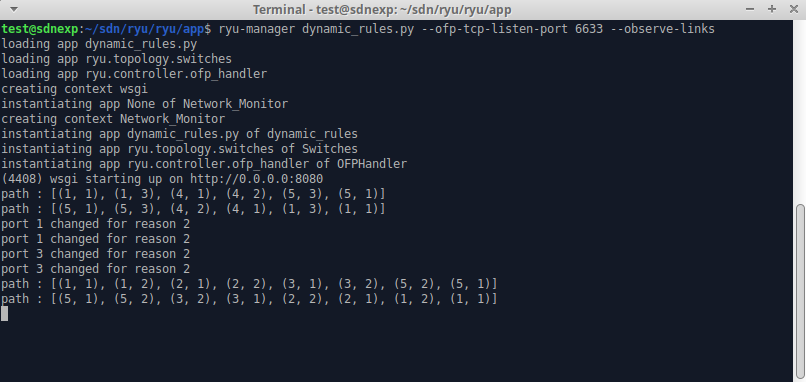 Terminal - test@sdnexp: ~/sdn/ryu/ryu/app
test@sdnexp:~/sdn/ryu/ryu/app$ ryu-manager dynamic_rules.py --ofp-tcp-listen-port 6633 --observe-links
loading app dynamic_rules.py
loading app ryu.topology.switches
loading app ryu.controller.ofp_handler
creating context wsgi
instantiating app None of Network_Monitor
creating context Network_Monitor
instantiating app dynamic_rules.py of dynamic_rules
instantiating app ryu.topology.switches of Switches
instantiating app ryu.controller.ofp_handler of OFPHandler
(4408) wsgi starting up on http://0.0.0.0:8080
path : [(1, 1), (1, 3), (4, 1), (4, 2), (5, 3), (5, 1)]
path : [(5, 1), (5, 3), (4, 2), (4, 1), (1, 3), (1, 1)]
port 1 changed for reason 2
port 1 changed for reason 2
port 3 changed for reason 2
port 3 changed for reason 2
path : [(1, 1), (1, 2), (2, 1), (2, 2), (3, 1), (3, 2), (5, 2), (5, 1)]
path : [(5, 1), (5, 2), (3, 2), (3, 1), (2, 2), (2, 1), (1, 2), (1, 1)]